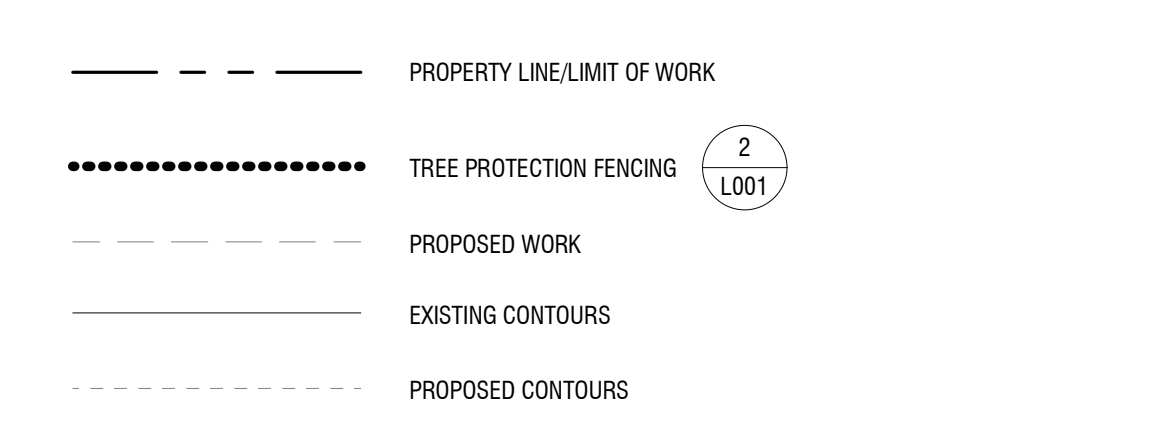 PROPERTY LINE/LIMIT OF WORK
TREE PROTECTION FENCING
2
L001
PROPOSED WORK
EXISTING CONTOURS
PROPOSED CONTOURS